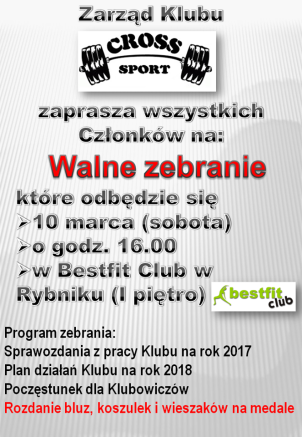 Zarząd Klubu
CROSS
SPORT
zaprasza wszystkich
Członków na:
Walne zebranie
które odbędzie się
➢10 marca (sobota)
➢o godz. 16.00
➢w Bestfit Club w
Rybniku (I piętro)
bestfit
club
Program zebrania:
Sprawozdania z pracy Klubu na rok 2017
Plan działań Klubu na rok 2018
Poczęstunek dla Klubowiczów
Rozdanie bluz, koszulek i wieszaków na medale